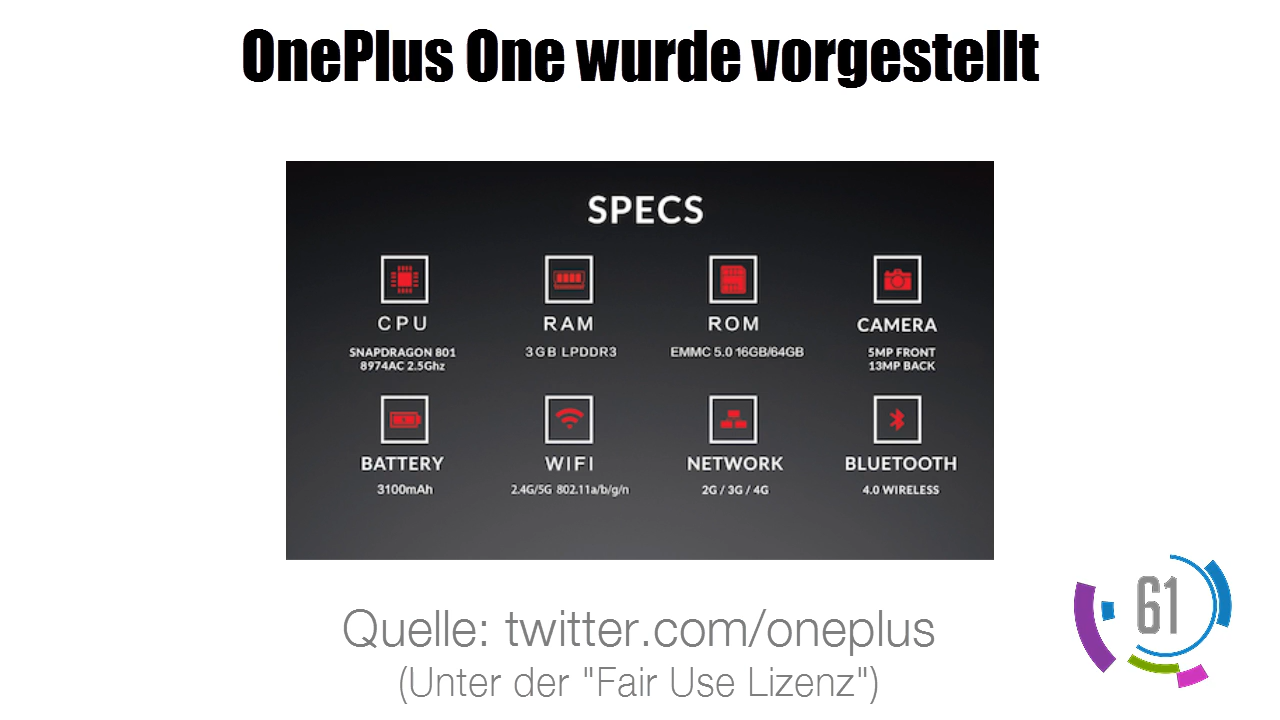 OnePlus One wurde vorgestellt
SPECS
CPU
SNAPDRAGON 801
8974AC 2.5Ghz
RAM
3GB LPDDR3
ROM
EMMC 5.0 16GB/64GB
CAMERA
5MP FRONT
13MP BACK
BATTERY
3100mAh
WIFI
2.4G/5G 802.11a/b/g/n
NETWORK
2G / 3G / 4G
BLUETOOTH
4.0 WIRELESS
Quelle: twitter.com/oneplus
(Unter der "Fair Use Lizenz")
61